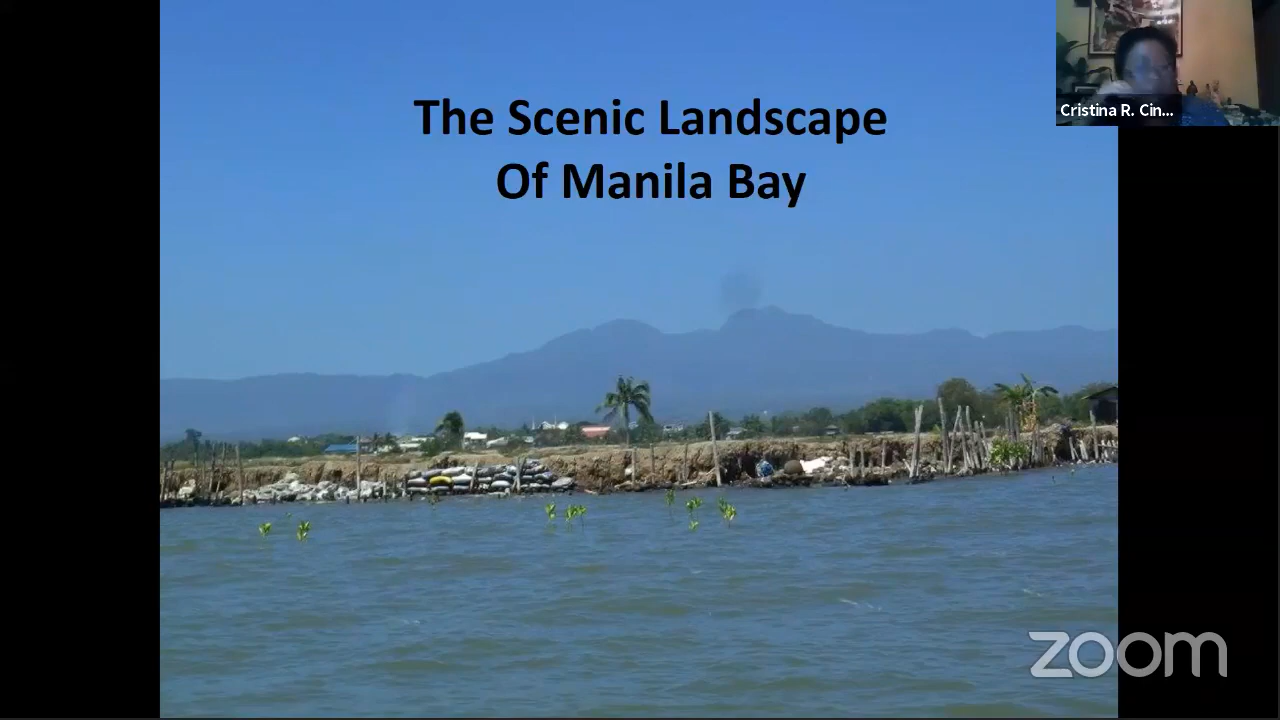 The Scenic Landscape
Of Manila Bay
Cristina R. Cin...
zoom